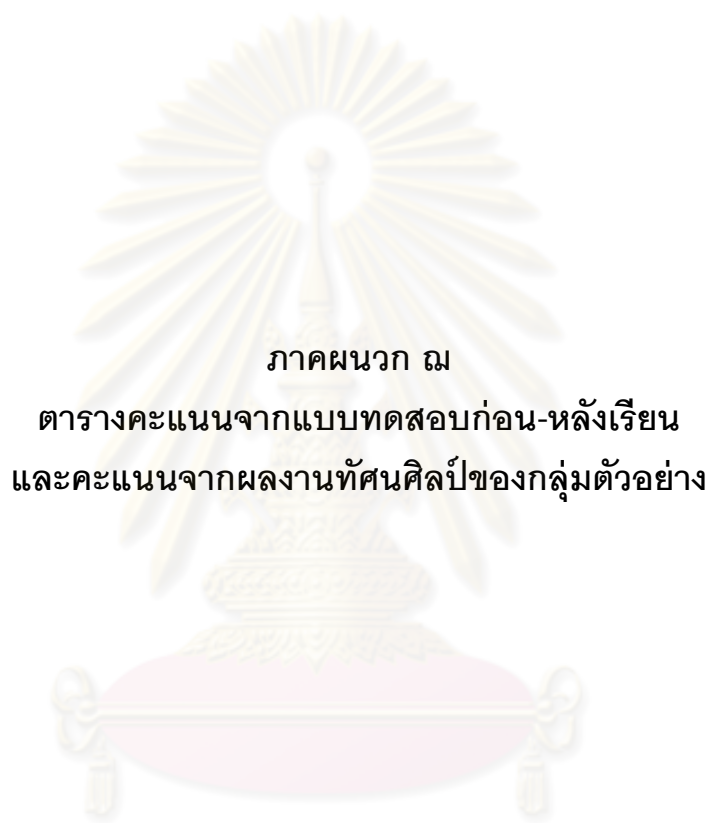 ภาคผนวก ฌ
ตารางคะแนนจากแบบทดสอบก่อน-หลังเรียน
และคะแนนจากผลงานทัศนศิลป์ของกลุ่มตัวอย่าง